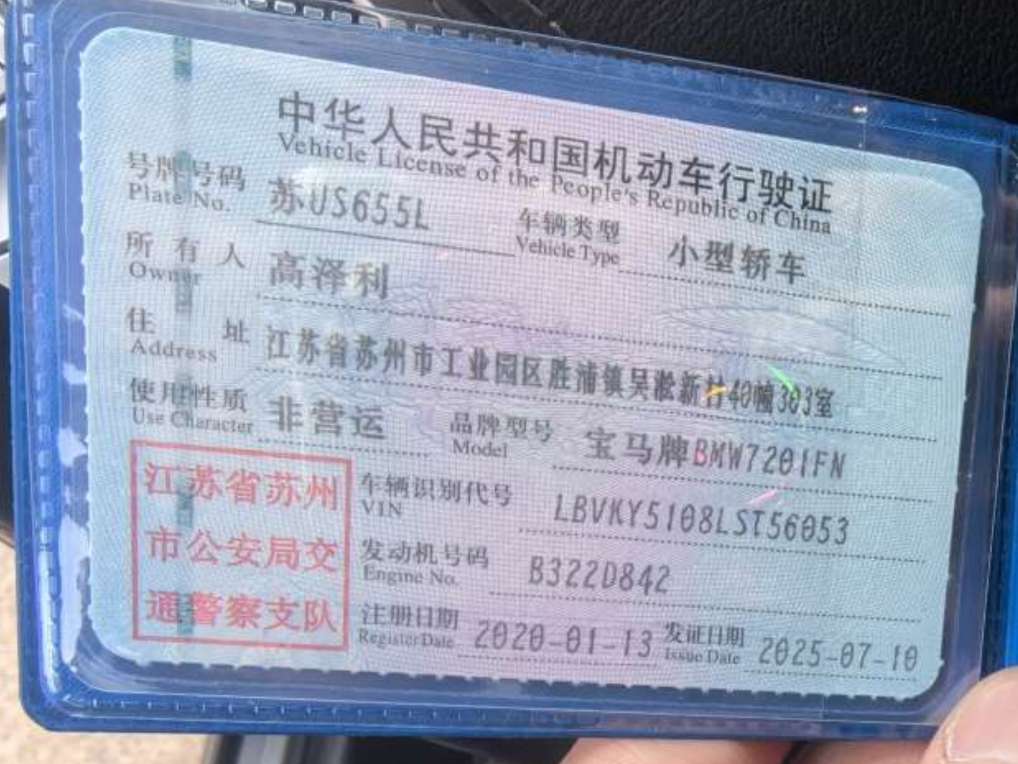 中华人民共和国机动车行驶证
Vehicle License of the People's Republic of China
号牌号码 苏US655L 车辆类型 小型轿车
Plate No. Vehicle Type
所有人 高泽利
Owner
住址 江苏省苏州市工业园区胜浦镇吴淞新村40幢303室
Address
使用性质 非营运 品牌型号 宝马牌BMW7201FN
Use Character Model
江苏省苏州
市公安局交
通警察支队
车辆识别代号 LBVKY5108LST56053
VIN
发动机号码 B322D842
Engine No.
注册日期 2020-01-13 发证日期 2025-07-10
Register Date Issue Date